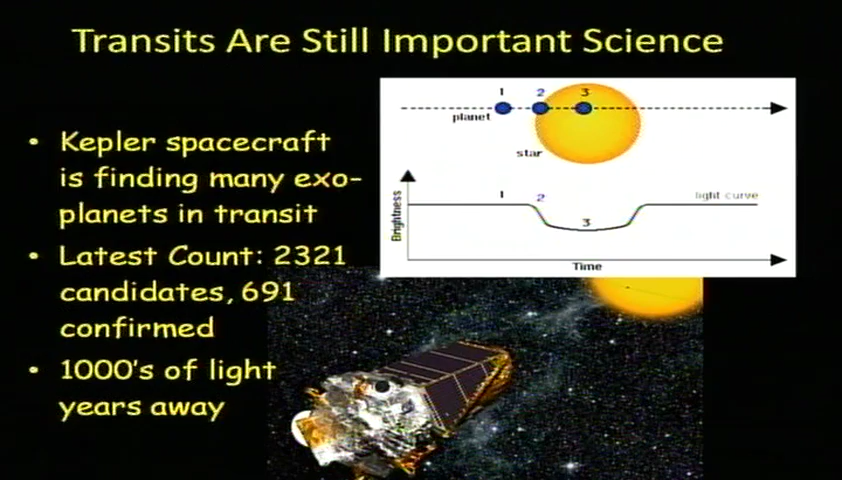 Transits Are Still Important Science
• Kepler spacecraft
is finding many exo-
planets in transit
• Latest Count: 2321
candidates, 691
confirmed
• 1000's of light
years away
1 2 3
planet
star
Brightness
1 2 3
light curve
Time